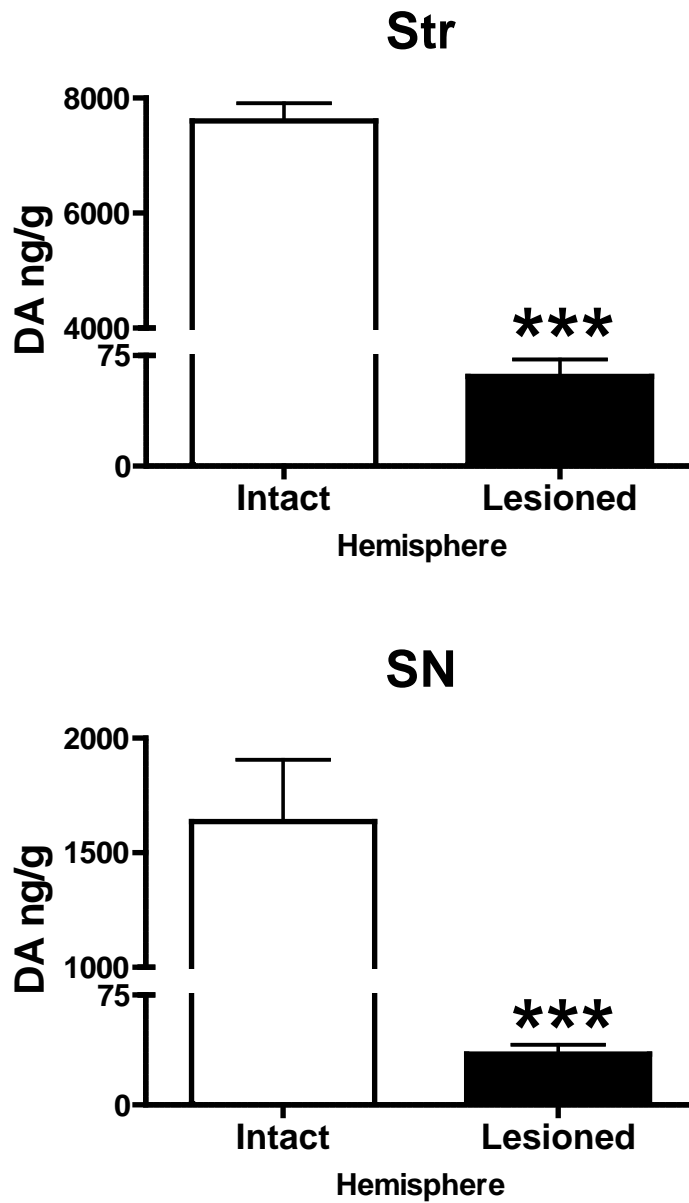 Str
8000
6000
4000
75
0
DA ng/g
***
Intact Lesioned
Hemisphere
SN
2000
1500
1000
75
0
DA ng/g
***
Intact Lesioned
Hemisphere